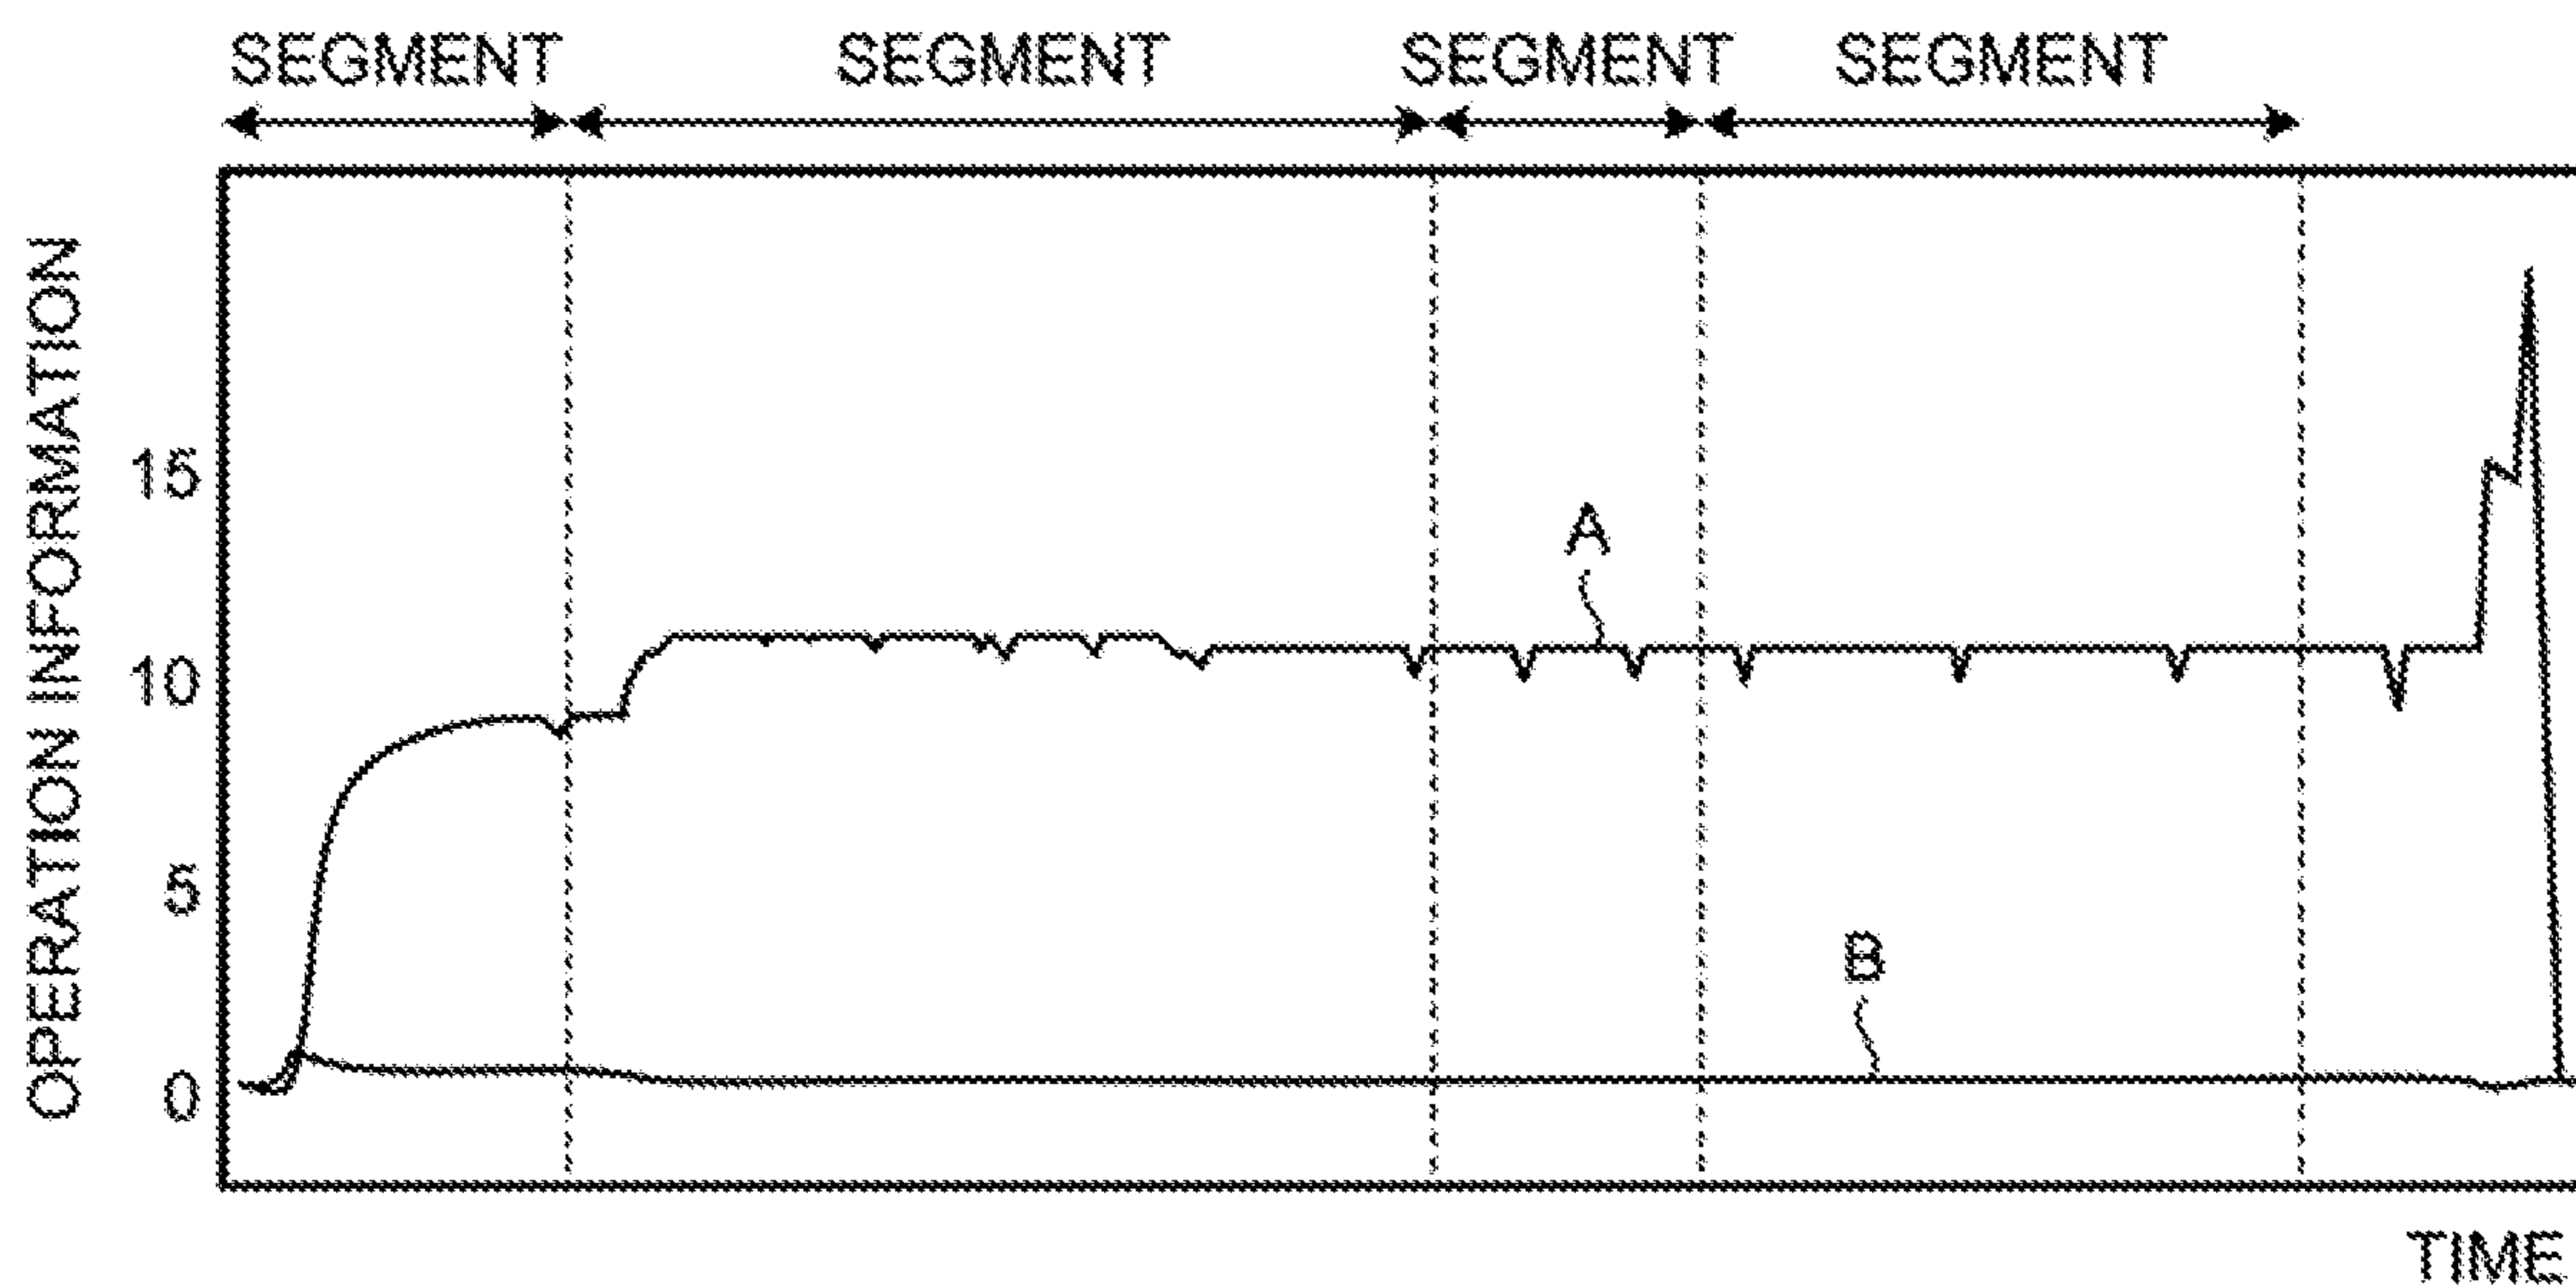 SEGMENT SEGMENT SEGMENT SEGMENT
OPERATION INFORMATION
15
10
5
0
A
B
TIME